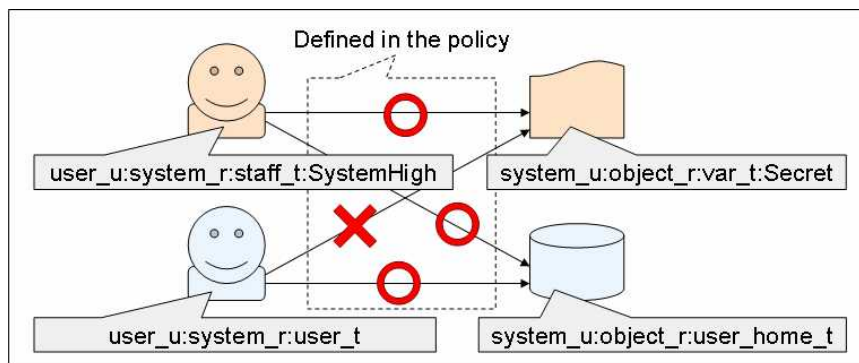 Defined in the policy
user_u:system_r:staff_t:SystemHigh
system_u:object_r:var_t:Secret
user_u:system_r:user_t
system_u:object_r:user_home_t